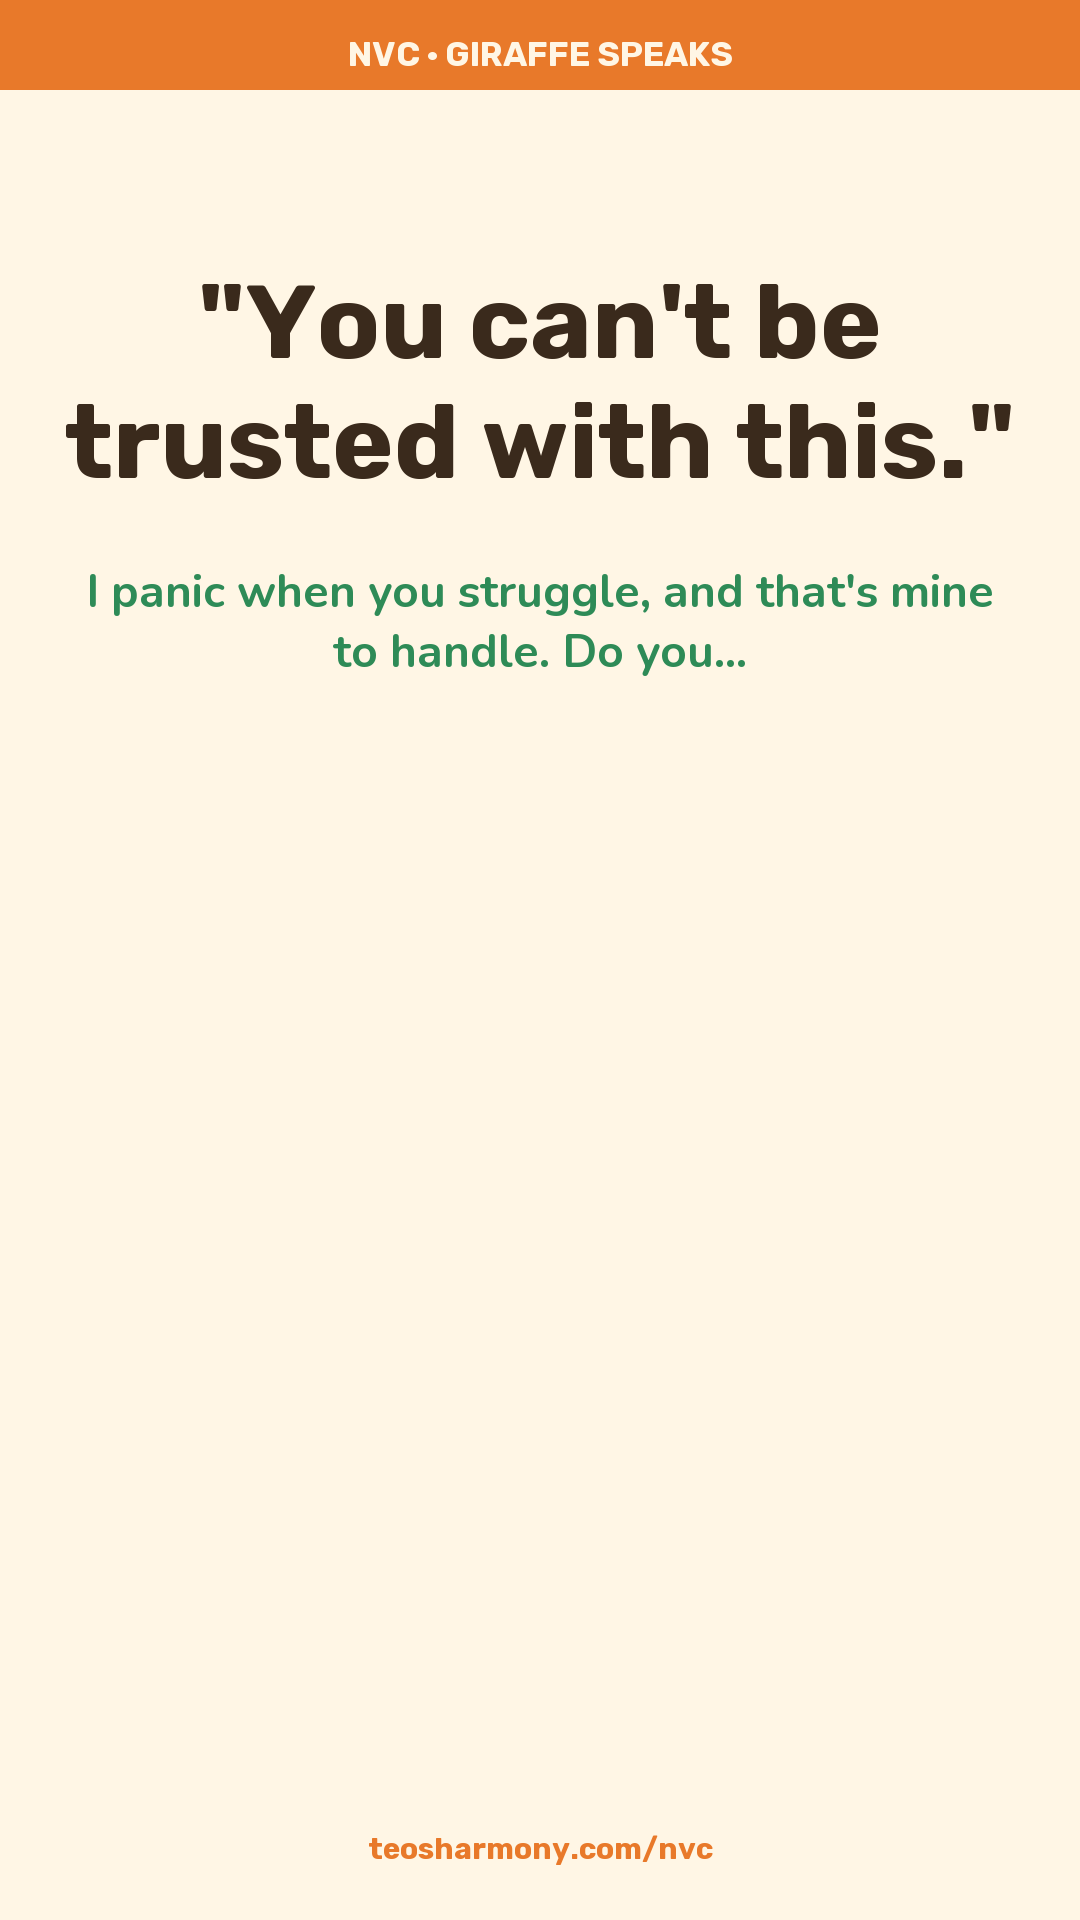 NVC • GIRAFFE SPEAKS
"You can't be
trusted with this."
I panic when you struggle, and that's mine
to handle. Do you...
teosharmony.com/nvc